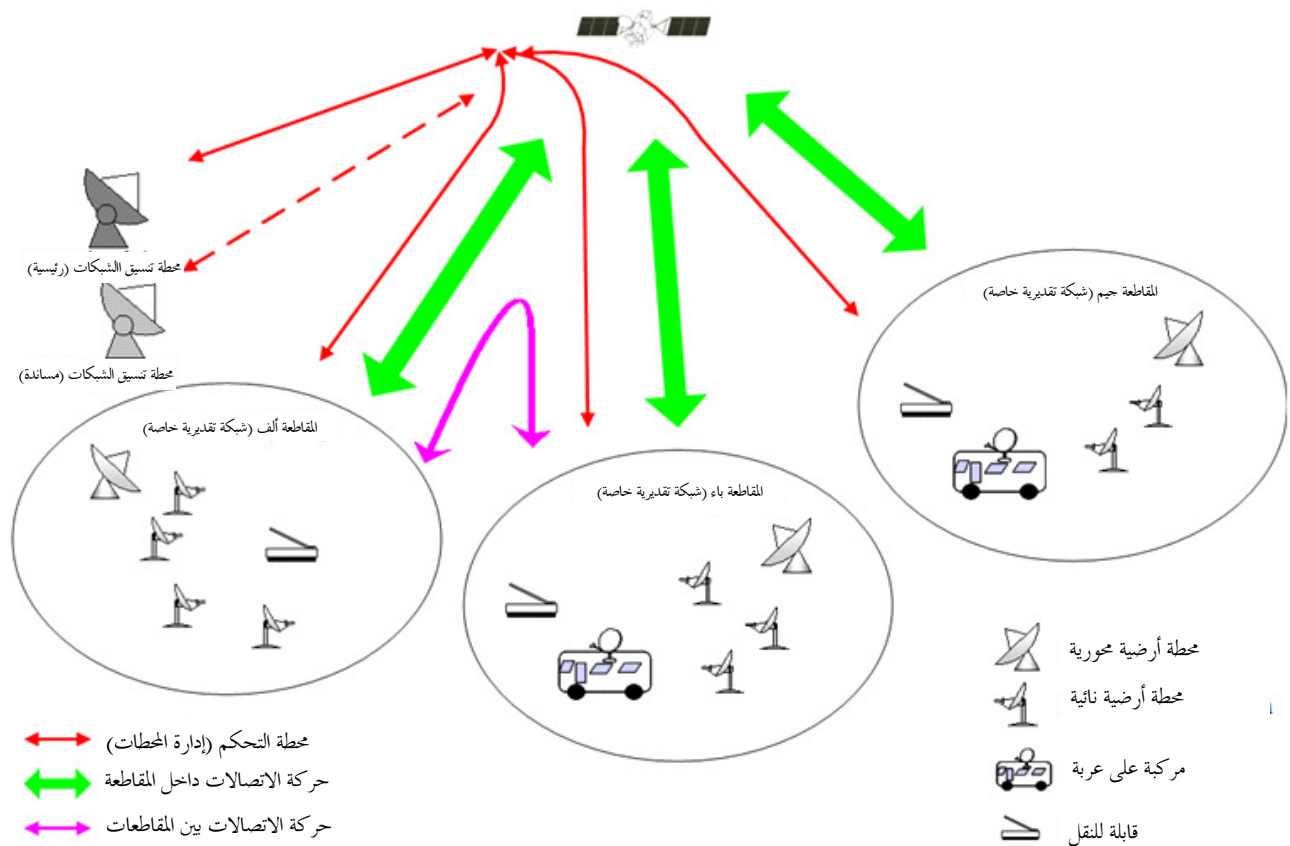 محطة تنسيق االشبكات (رئيسية)
محطة تنسيق الشبكات (مساندة)
المقاطعة جيم (شبكة تقديرية خاصة)
المقاطعة ألف (شبكة تقديرية خاصة)
المقاطعة باء (شبكة تقديرية خاصة)
محطة أرضية محورية
محطة أرضية نائية
مركبة على عربة
قابلة للنقل
محطة التحكم (إدارة المحطات)
حركة الاتصالات داخل المقاطعة
حركة الاتصالات بين المقاطعات